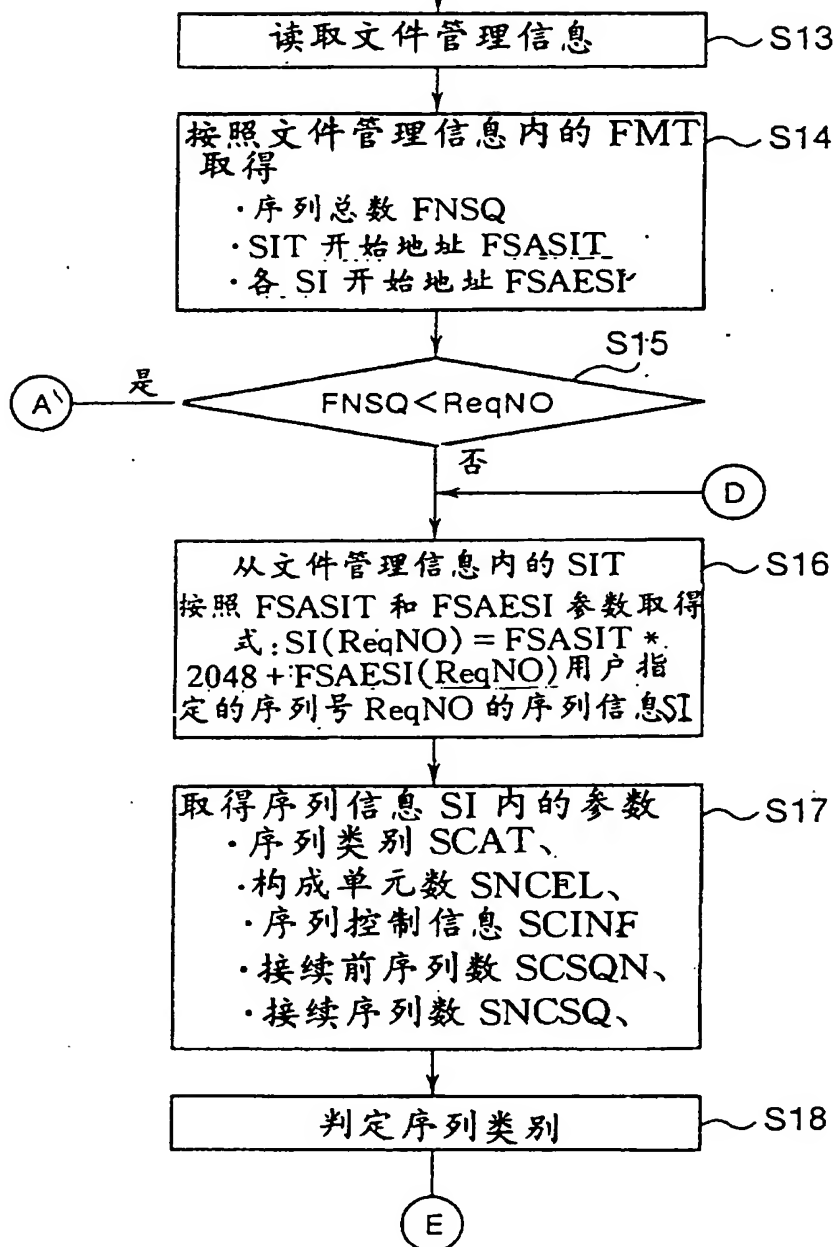 读取文件管理信息
S13
按照文件管理信息内的 FMT
S14
取得
·序列总数 FNSQ
·SIT 开始地址 FSASIT
·各 SI 开始地址 FSAESI
S15
是
A
FNSQ<ReqNO
否
D
从文件管理信息内的 SIT
S16
按照 FSASIT 和 FSAESI 参数取得
式:SI(ReqNO)=FSASIT *
2048+FSAESI(ReqNO)用户指
定的序列号 ReqNO 的序列信息SI
取得序列信息 SI 内的参数
S17
·序列类别 SCAT、
·构成单元数 SNCEL、
·序列控制信息 SCINF
·接续前序列数 SCSQN、
·接续序列数 SNCSQ、
判定序列类别
S18
E